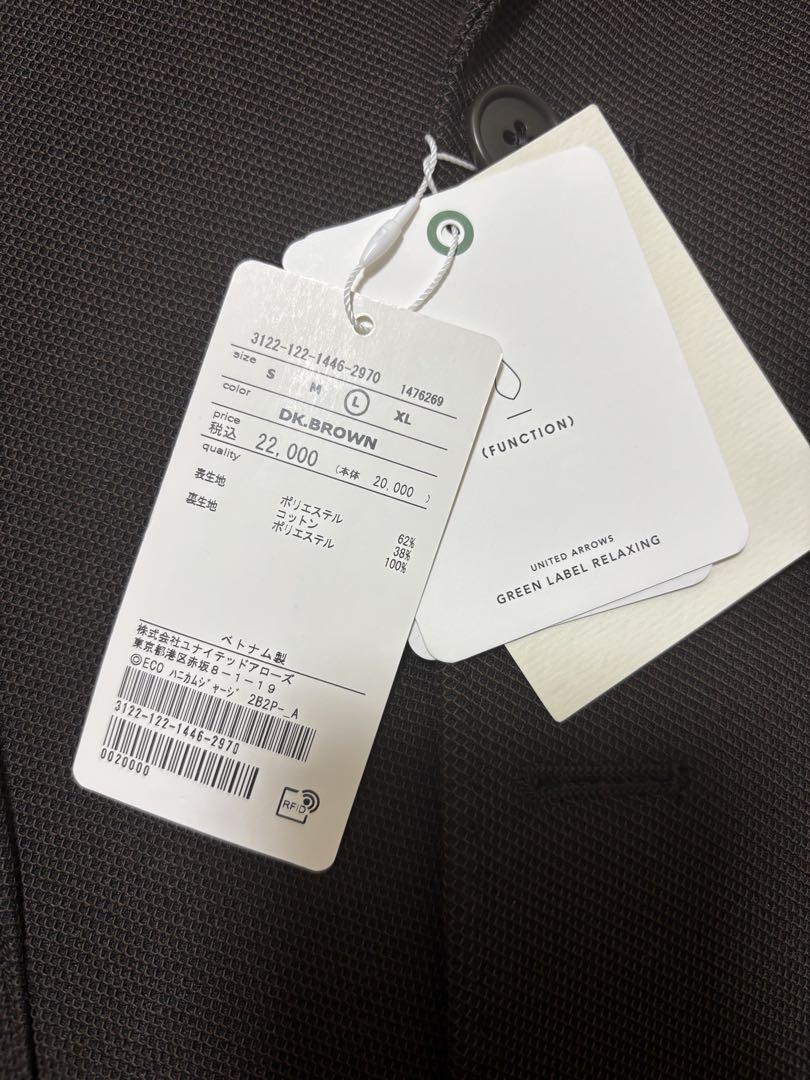 3122-122-1446-2970 1476269
size S M L XL
color DK.BROWN
price 税込 22,000 (本体 20,000 )
quality
表生地 ポリエステル 62%
コットン 38%
裏生地 ポリエステル 100%
ベトナム製
株式会社ユナイテッドアローズ
東京都港区赤坂8-1-19
©ECO ハニカムジャージ 2B2P-_A
3122-122-1446-2970
0020000
RFID
(FUNCTION)
UNITED ARROWS
GREEN LABEL RELAXING